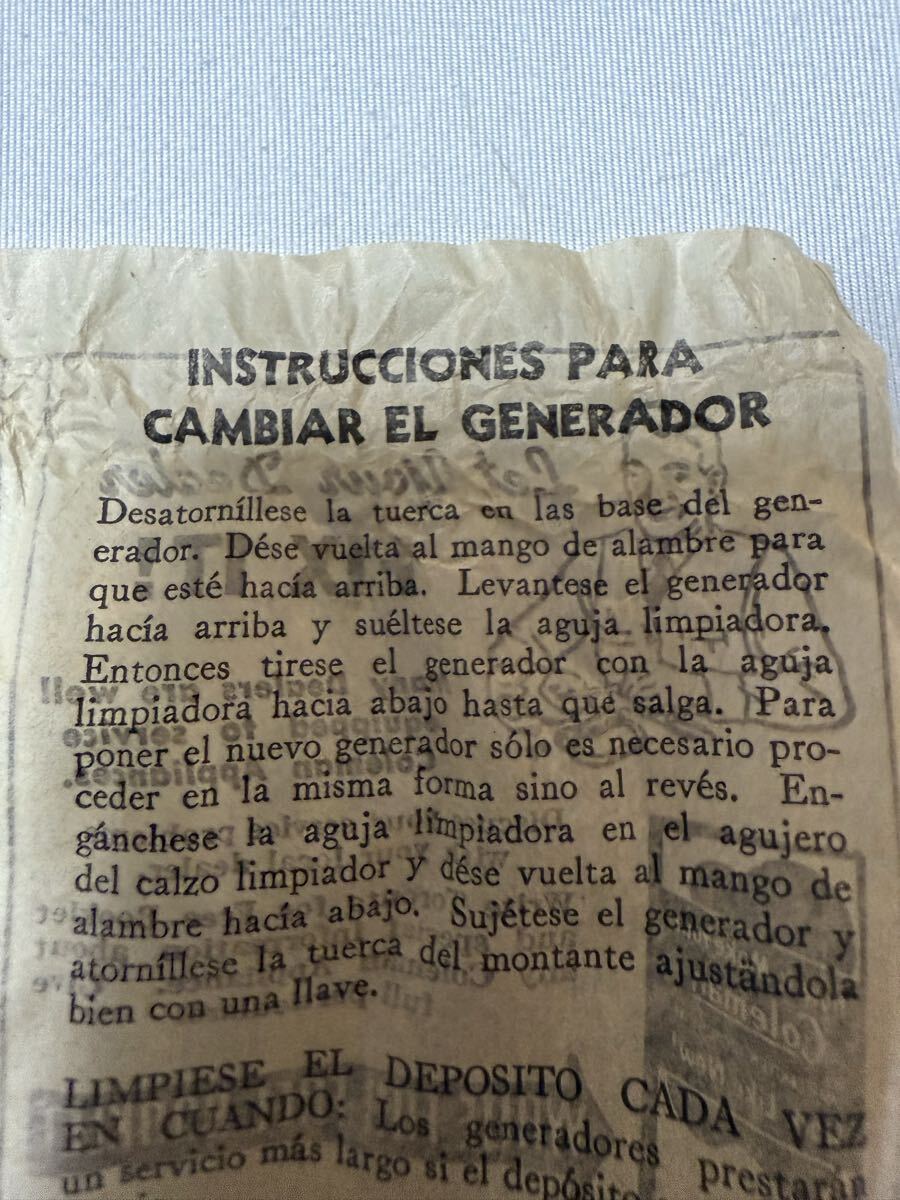 INSTRUCCIONES PARA
CAMBIAR EL GENERADOR
Desatorníllese la tuerca en las base del gen-
erador. Dése vuelta al mango de alambre para
que esté hacía arriba. Levantese el generador
hacía arriba y suéltese la aguja limpiadora.
Entonces tirese el generador con la aguja
limpiadora hacia abajo hasta que salga. Para
poner el nuevo generador sólo es necesario pro-
ceder en la misma forma sino al revés. En-
gánchese la aguja limpiadora en el agujero
del calzo limpiador y dése vuelta al mango de
alambre hacía abajo. Sujétese el generador y
atorníllese la tuerca del montante ajustándola
bien con una llave.
LIMPIESE EL DEPOSITO CADA VEZ
EN CUANDO: Los generadores prestarán
un servicio más largo si el depósito